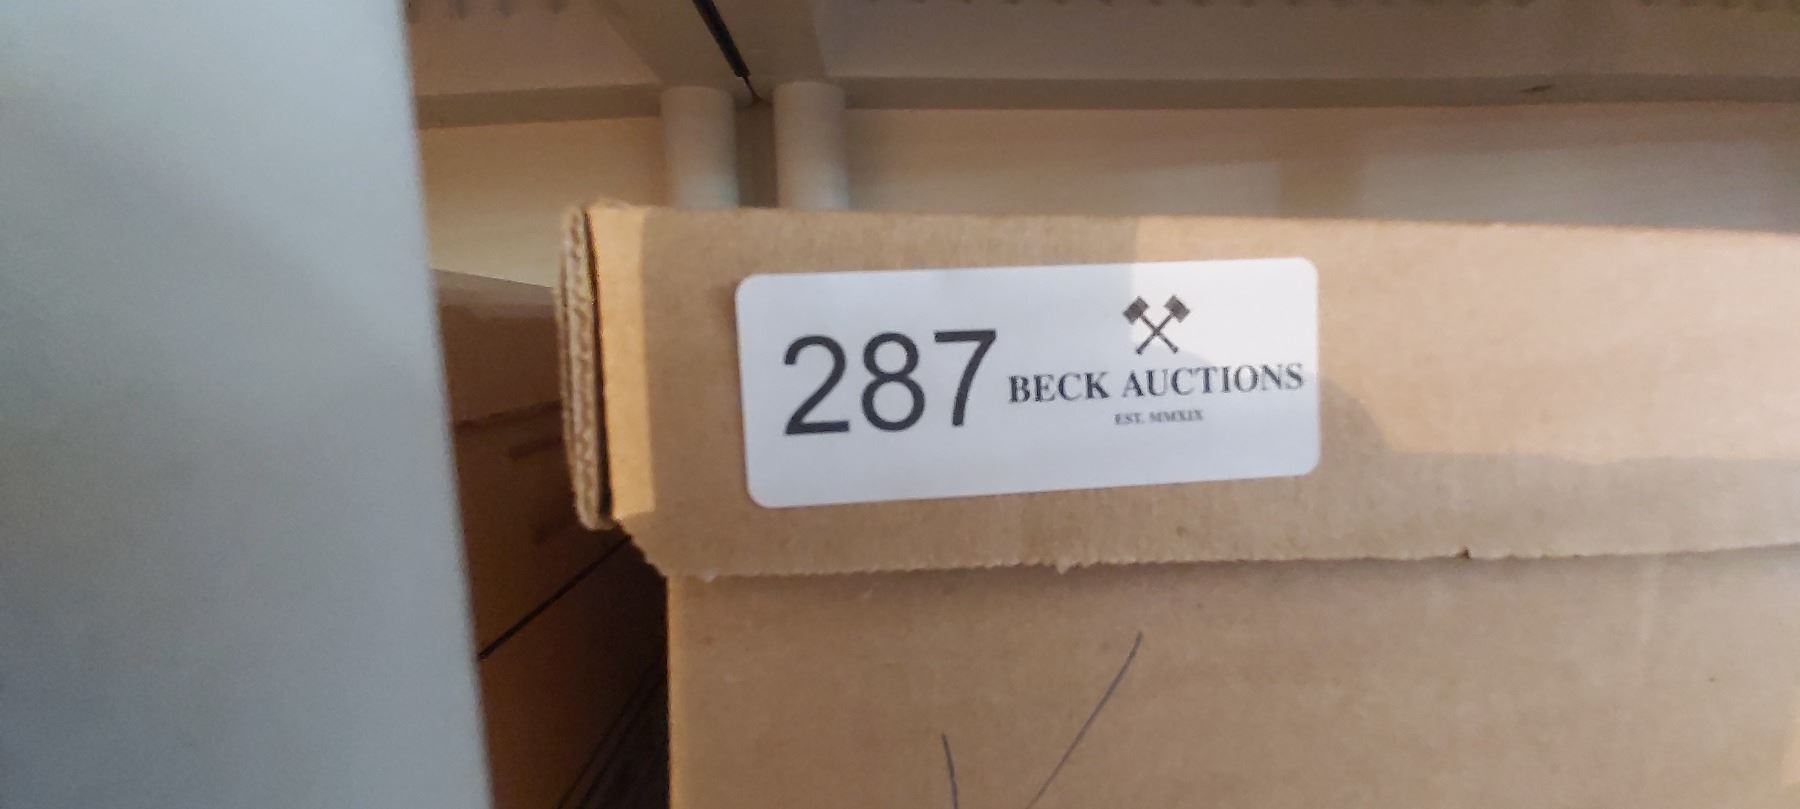 287
BECK AUCTIONS
EST. MMXIX